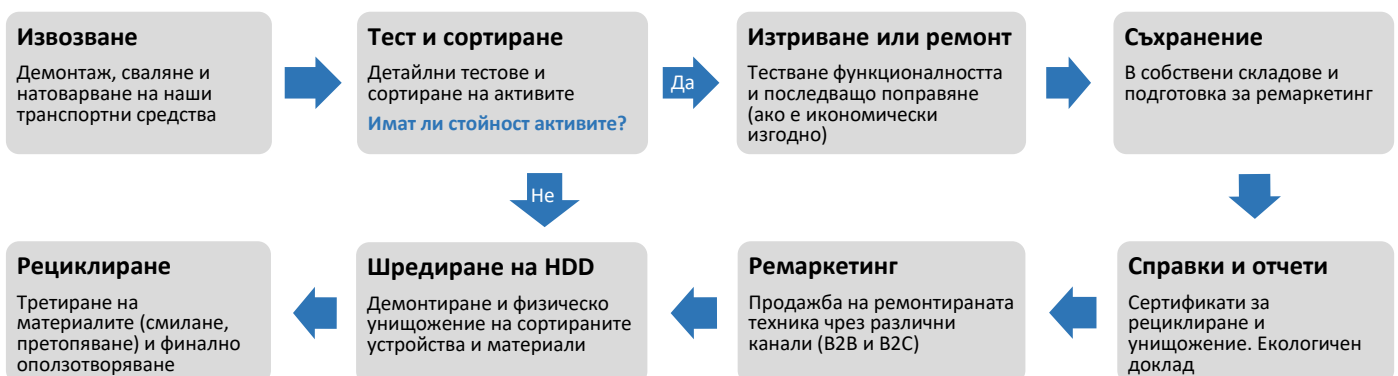 Извозване
Демонтаж, сваляне и
натоварване на наши
транспортни средства
Тест и сортиране
Детайлни тестове и
сортиране на активите
Имат ли стойност активите?
Да
Изтриване или ремонт
Тестване функционалността
и последващо поправяне
(ако е икономически
изгодно)
Съхранение
В собствени складове и
подготовка за ремаркетинг
Не
Рециклиране
Третиране на
материалите (смилане,
претопяване) и финално
оползотворяване
Шредиране на HDD
Демонтиране и физическо
унищожение на сортираните
устройства и материали
Ремаркетинг
Продажба на ремонтираната
техника чрез различни
канали (B2B и B2C)
Справки и отчети
Сертификати за
рециклиране и
унищожение. Екологичен
доклад